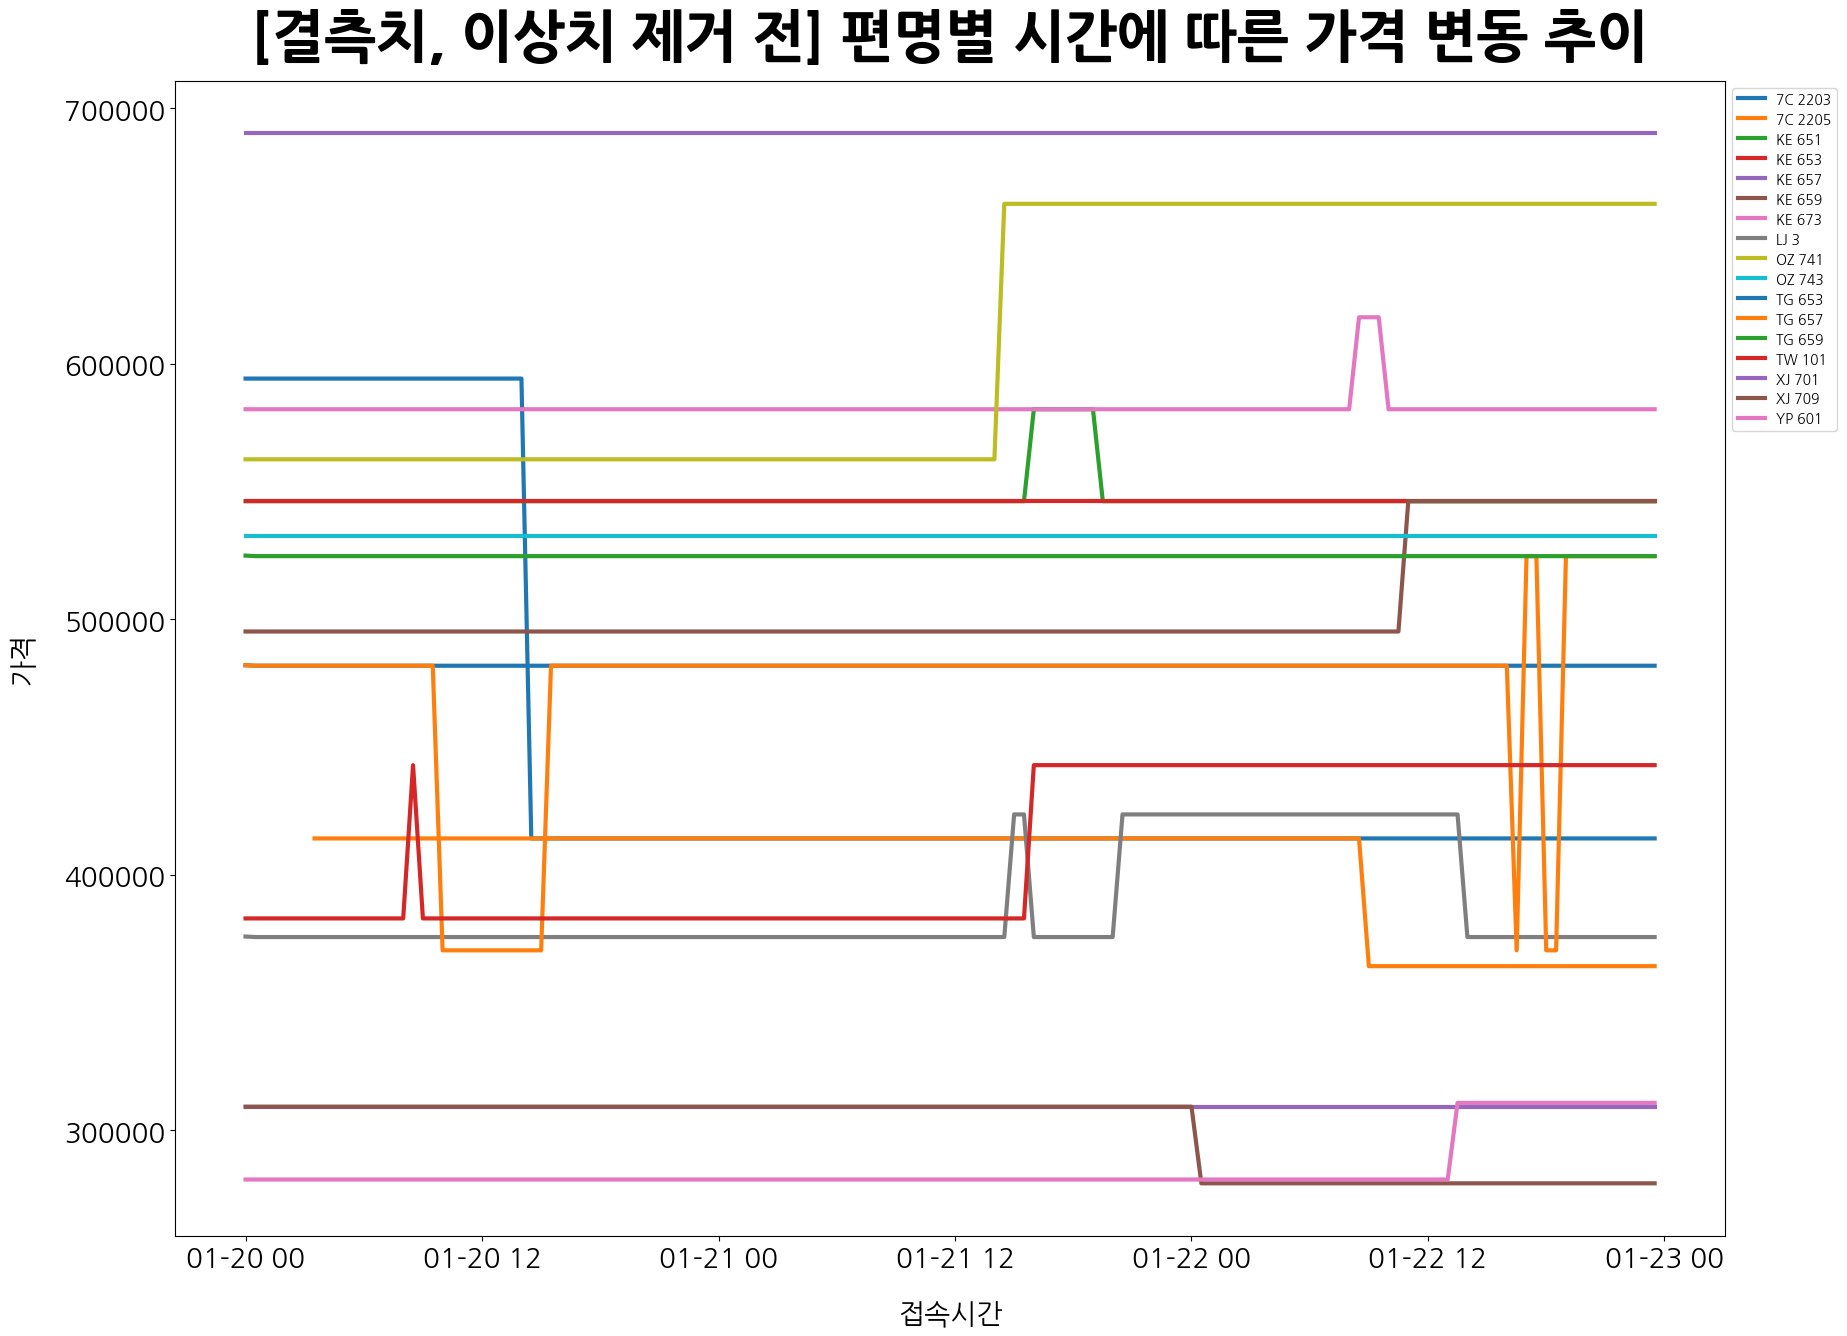 [결측치, 이상치 제거 전] 편명별 시간에 따른 가격 변동 추이
700000
600000
500000
400000
300000
가격
01-20 00
01-20 12
01-21 00
01-21 12
01-22 00
01-22 12
01-23 00
접속시간
7C 2203
7C 2205
KE 651
KE 653
KE 657
KE 659
KE 673
LJ 3
OZ 741
OZ 743
TG 653
TG 657
TG 659
TW 101
XJ 701
XJ 709
YP 601